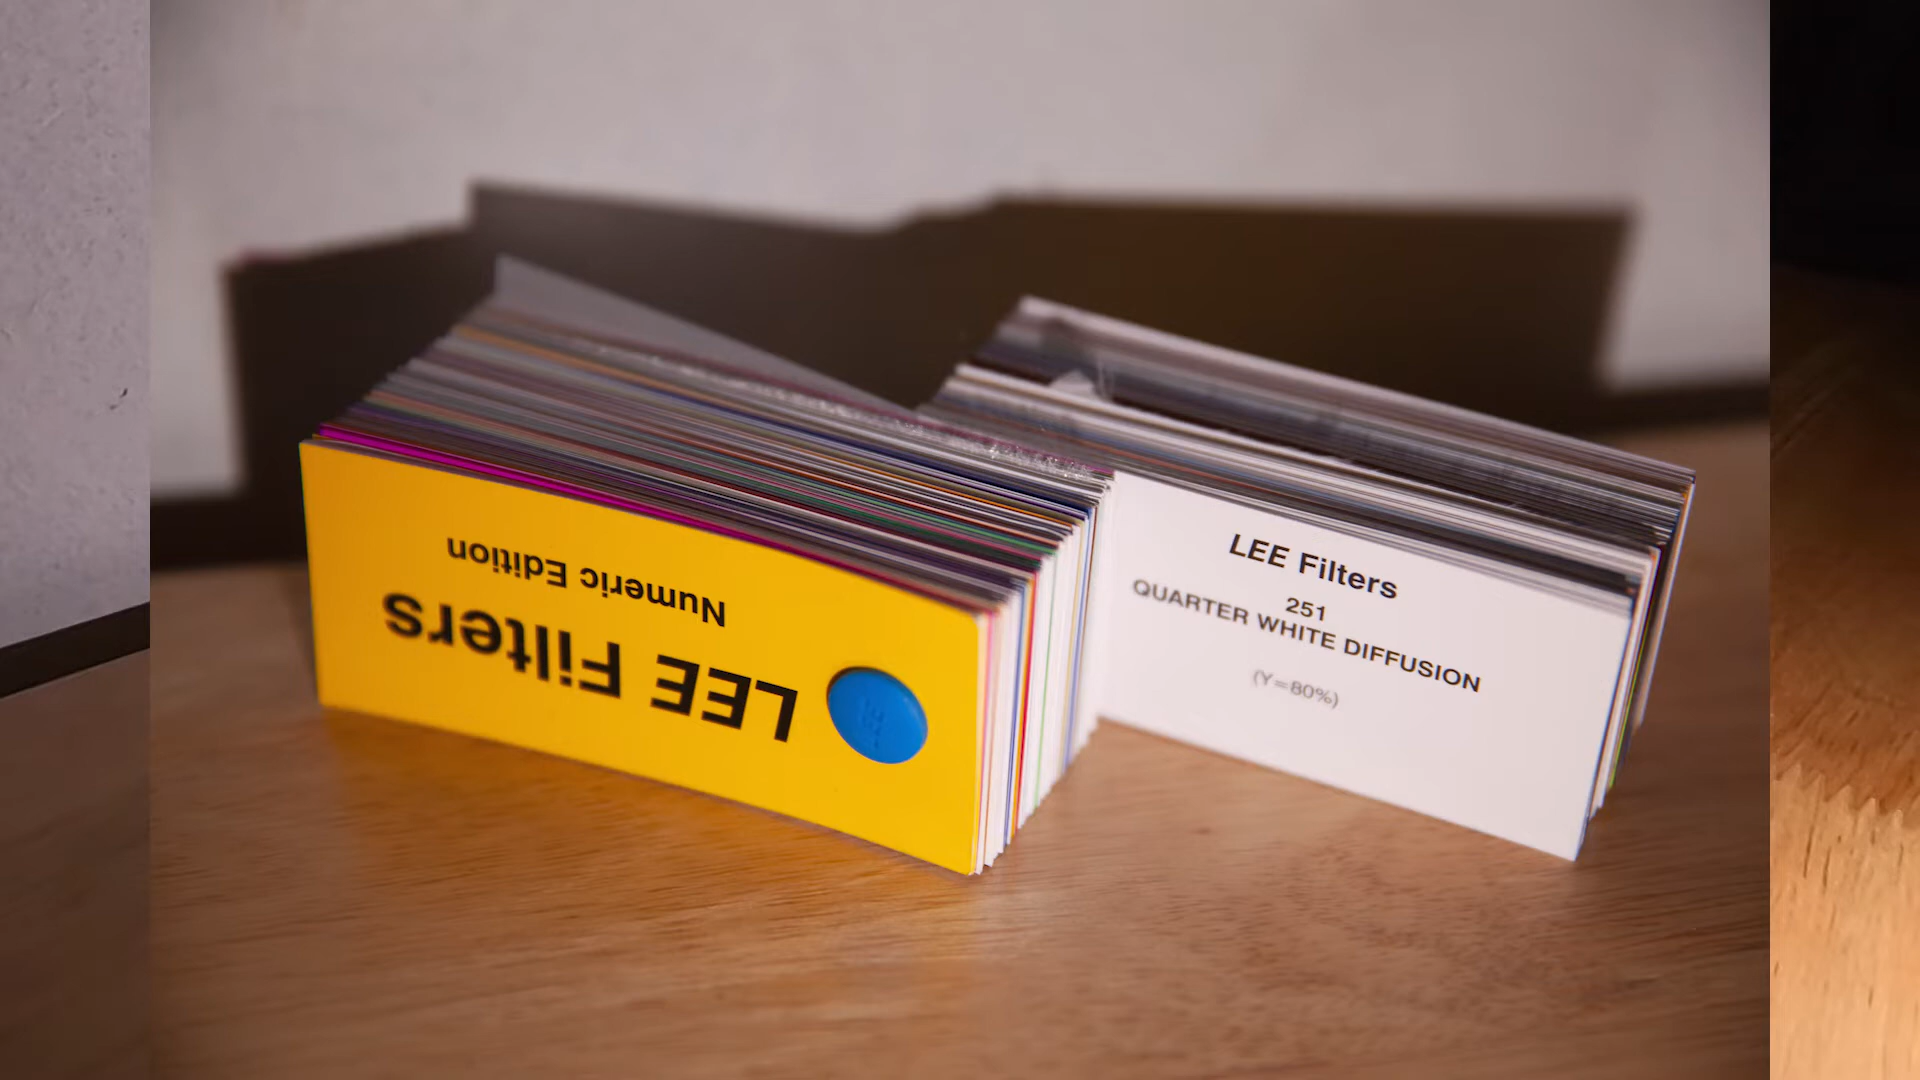 LEE Filters
Numeric Edition
LEE Filters
251
QUARTER WHITE DIFFUSION
(Y=80%)